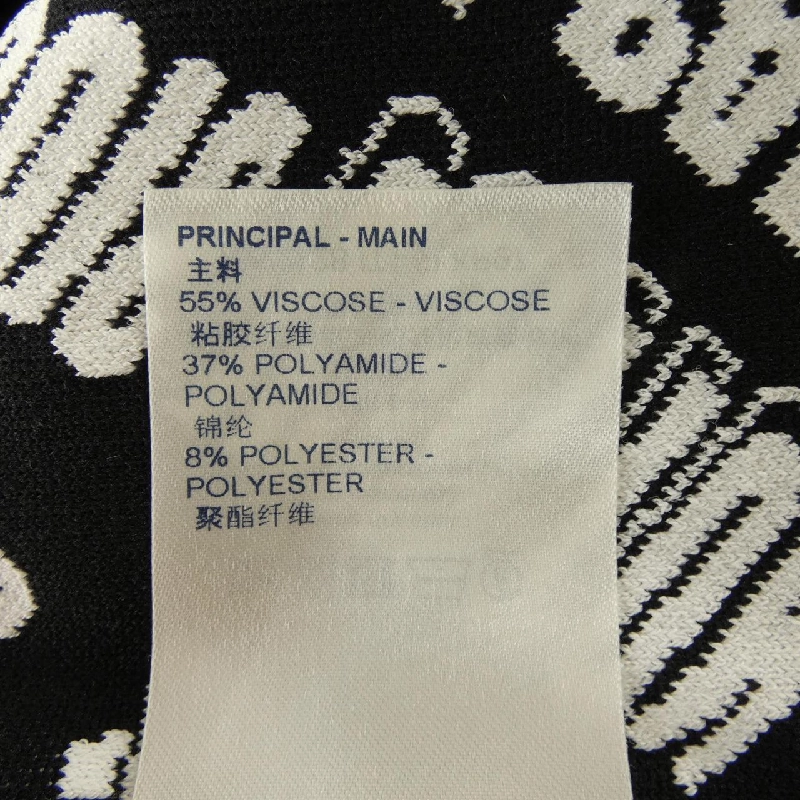 PRINCIPAL - MAIN
主料
55% VISCOSE - VISCOSE
粘胶纤维
37% POLYAMIDE -
POLYAMIDE
锦纶
8% POLYESTER -
POLYESTER
聚酯纤维